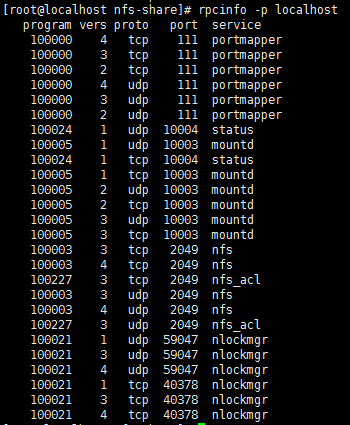 [root@localhost nfs-share]# rpcinfo -p localhost
program vers proto port service
100000 4 tcp 111 portmapper
100000 3 tcp 111 portmapper
100000 2 tcp 111 portmapper
100000 4 udp 111 portmapper
100000 3 udp 111 portmapper
100000 2 udp 111 portmapper
100024 1 udp 10004 status
100005 1 udp 10003 mountd
100024 1 tcp 10004 status
100005 1 tcp 10003 mountd
100005 2 udp 10003 mountd
100005 2 tcp 10003 mountd
100005 3 udp 10003 mountd
100005 3 tcp 10003 mountd
100003 3 tcp 2049 nfs
100003 4 tcp 2049 nfs
100227 3 tcp 2049 nfs_acl
100003 3 udp 2049 nfs
100003 4 udp 2049 nfs
100227 3 udp 2049 nfs_acl
100021 1 udp 59047 nlockmgr
100021 3 udp 59047 nlockmgr
100021 4 udp 59047 nlockmgr
100021 1 tcp 40378 nlockmgr
100021 3 tcp 40378 nlockmgr
100021 4 tcp 40378 nlockmgr